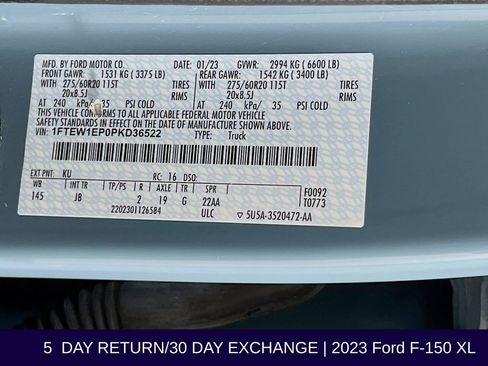 MFD. BY FORD MOTOR CO. 01/23 GVWR: 2994 KG ( 6600 LB)
FRONT GAWR: 1531 KG ( 3375 LB) REAR GAWR: 1542 KG ( 3400 LB)
275/60R20 115T TIRES 275/60R20 115T TIRES
20x8.5J RIMS 20x8.5J RIMS
AT 240 kPa/ 35 PSI COLD AT 240 kPa/ 35 PSI COLD
THIS VEHICLE CONFORMS TO ALL APPLICABLE FEDERAL MOTOR VEHICLE
SAFETY STANDARDS IN EFFECT ON THE DATE OF MANUFACTURE SHOWN ABOVE.
VIN: 1FTEW1EP0PKD36522 TYPE: Truck
EXT PNT: KU RC: 16 DSO: F0092
WB INT TR TP/PS R AX TR SPR T0773
145 JB 2 19 G 22AA
2202301126584 ULC 5U5A-3520472-AA
5 DAY RETURN/30 DAY EXCHANGE | 2023 Ford F-150 XL